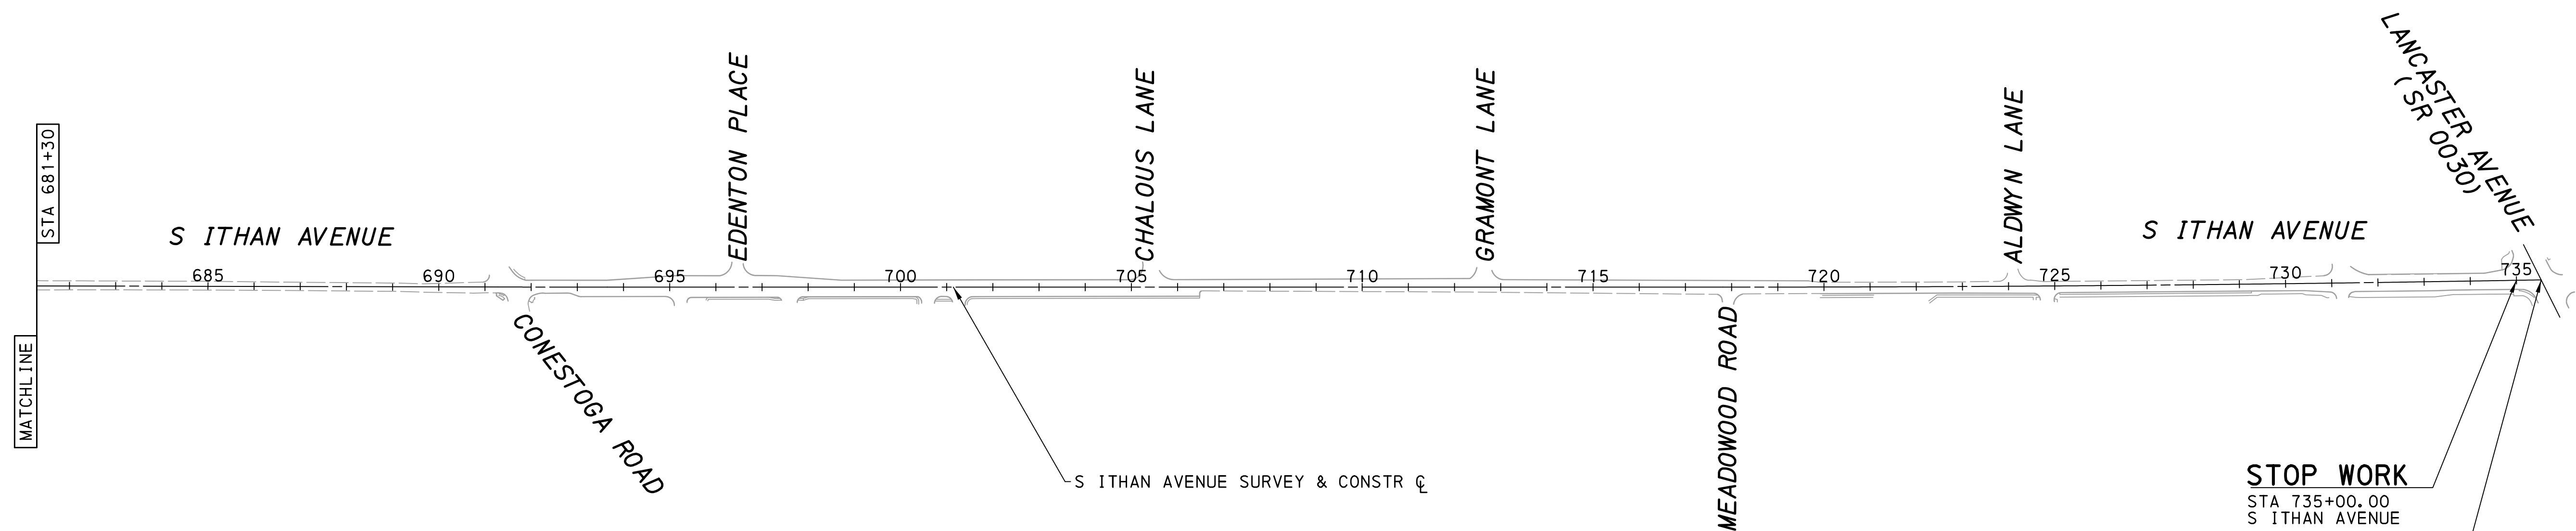 LANCASTER AVENUE
( SR 0030)
EDENTON PLACE
CHALOUS LANE
GRAMONT LANE
ALDWYN LANE
STA 681+30
S ITHAN AVENUE
S ITHAN AVENUE
685
690
695
700
705
710
715
720
725
730
735
MATCHLINE
CONESTOGA ROAD
MEADOWOOD ROAD
S ITHAN AVENUE SURVEY & CONSTR ℄
STOP WORK
STA 735+00.00
S ITHAN AVENUE